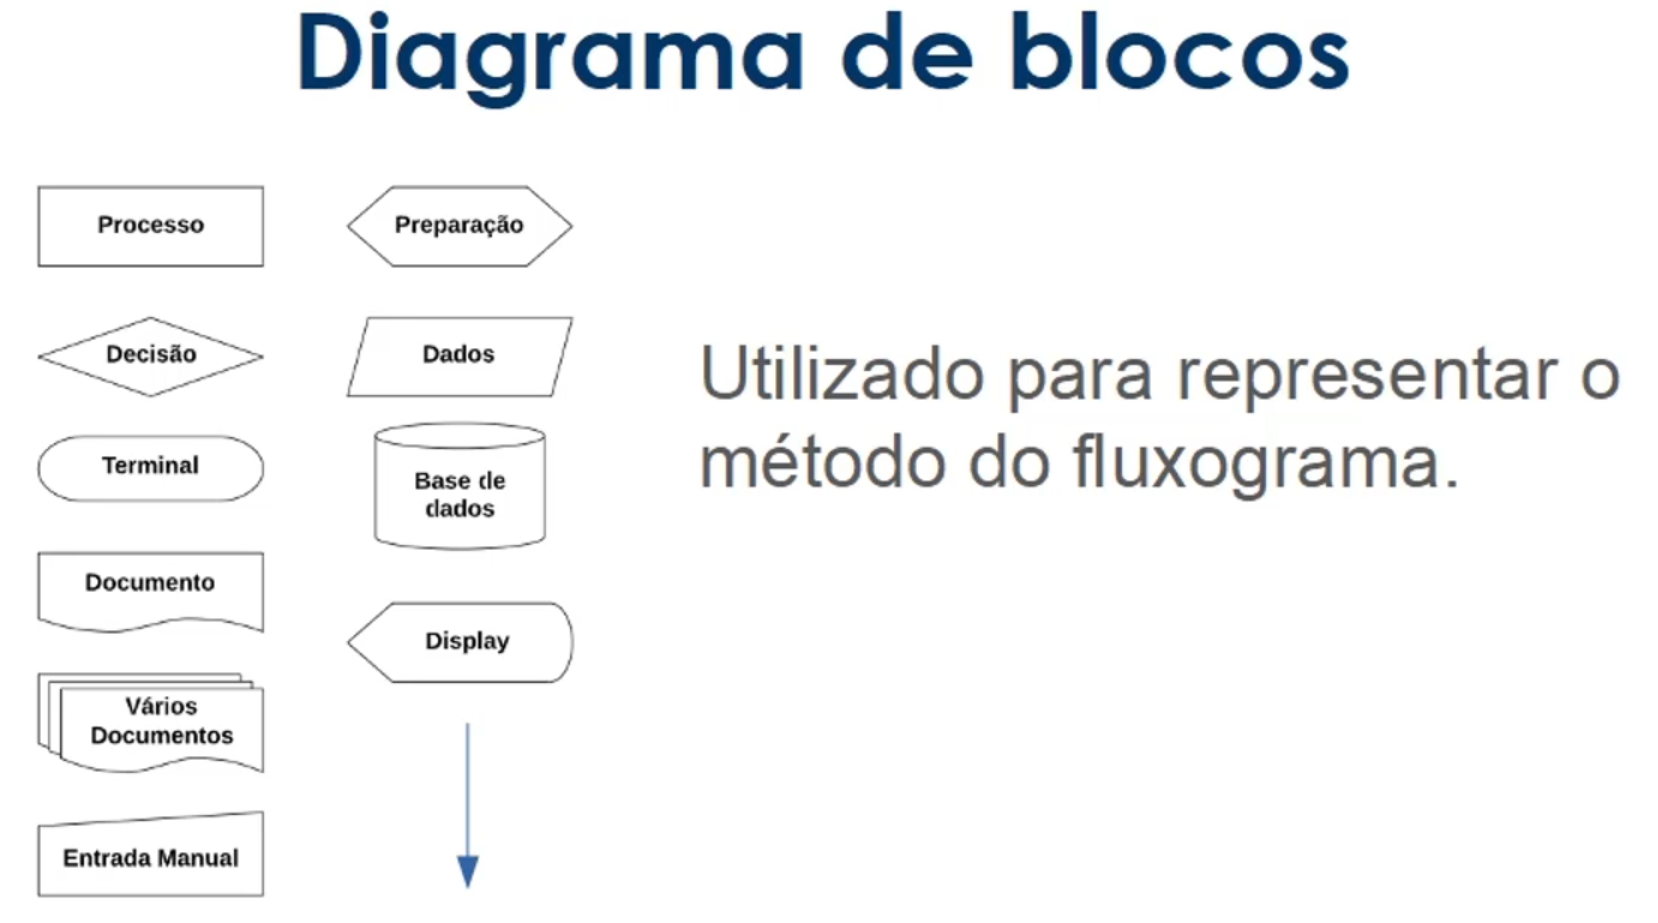 Diagrama de blocos
Processo
Preparação
Decisão
Dados
Terminal
Base de
dados
Documento
Display
Vários
Documentos
Entrada Manual
Utilizado para representar o
método do fluxograma.